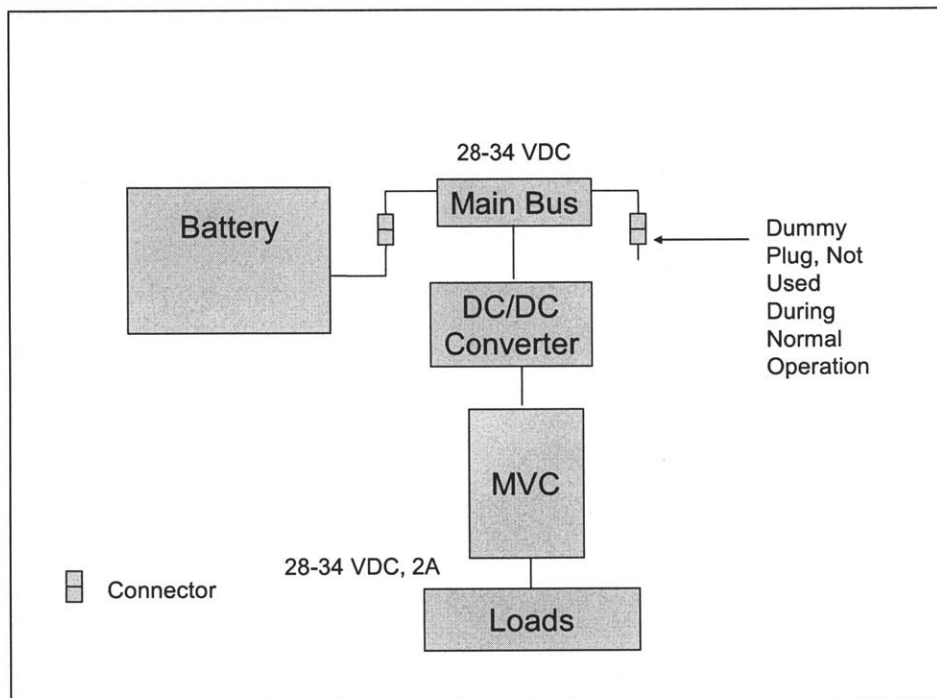 28-34 VDC
Battery
Main Bus
Dummy
Plug, Not
Used
During
Normal
Operation
DC/DC
Converter
MVC
28-34 VDC, 2A
Connector
Loads